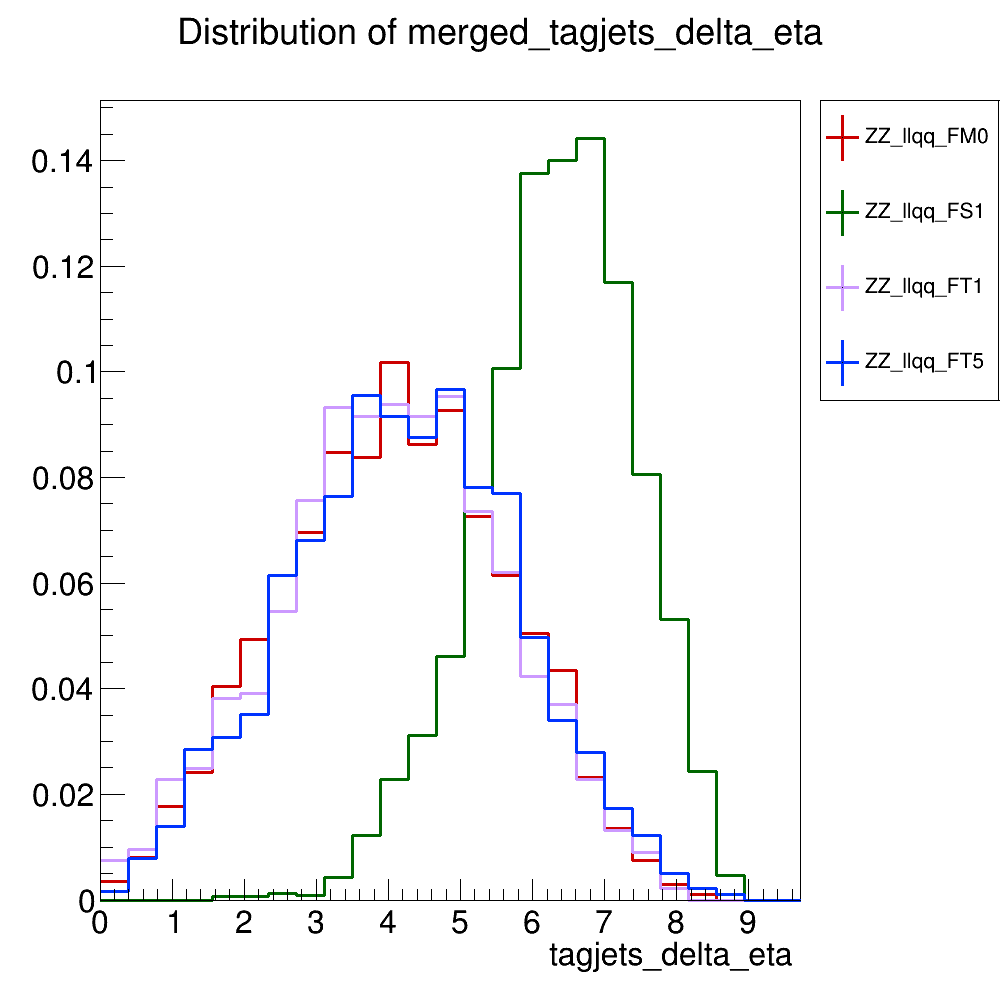 Distribution of merged_tagjets_delta_eta
ZZ_llqq_FM0
ZZ_llqq_FS1
ZZ_llqq_FT1
ZZ_llqq_FT5
0.14
0.12
0.1
0.08
0.06
0.04
0.02
0
0 1 2 3 4 5 6 7 8 9
tagjets_delta_eta